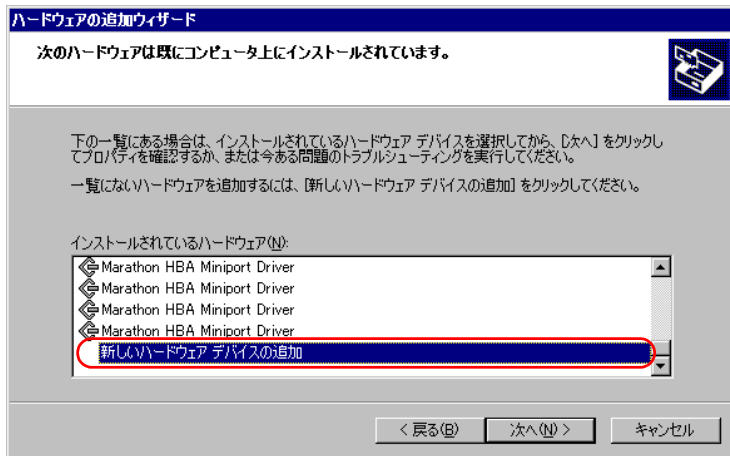 ハードウェアの追加ウィザード
次のハードウェアは既にコンピュータ上にインストールされています。
下の一覧にある場合は、インストールされているハードウェア デバイスを選択してから、[次へ] をクリックし
てプロパティを確認するか、または今ある問題のトラブルシューティングを実行してください。
一覧にないハードウェアを追加するには、[新しいハードウェア デバイスの追加] をクリックしてください。
インストールされているハードウェア(N):
Marathon HBA Miniport Driver
Marathon HBA Miniport Driver
Marathon HBA Miniport Driver
Marathon HBA Miniport Driver
新しいハードウェア デバイスの追加
< 戻る(B) 次へ(N) > キャンセル